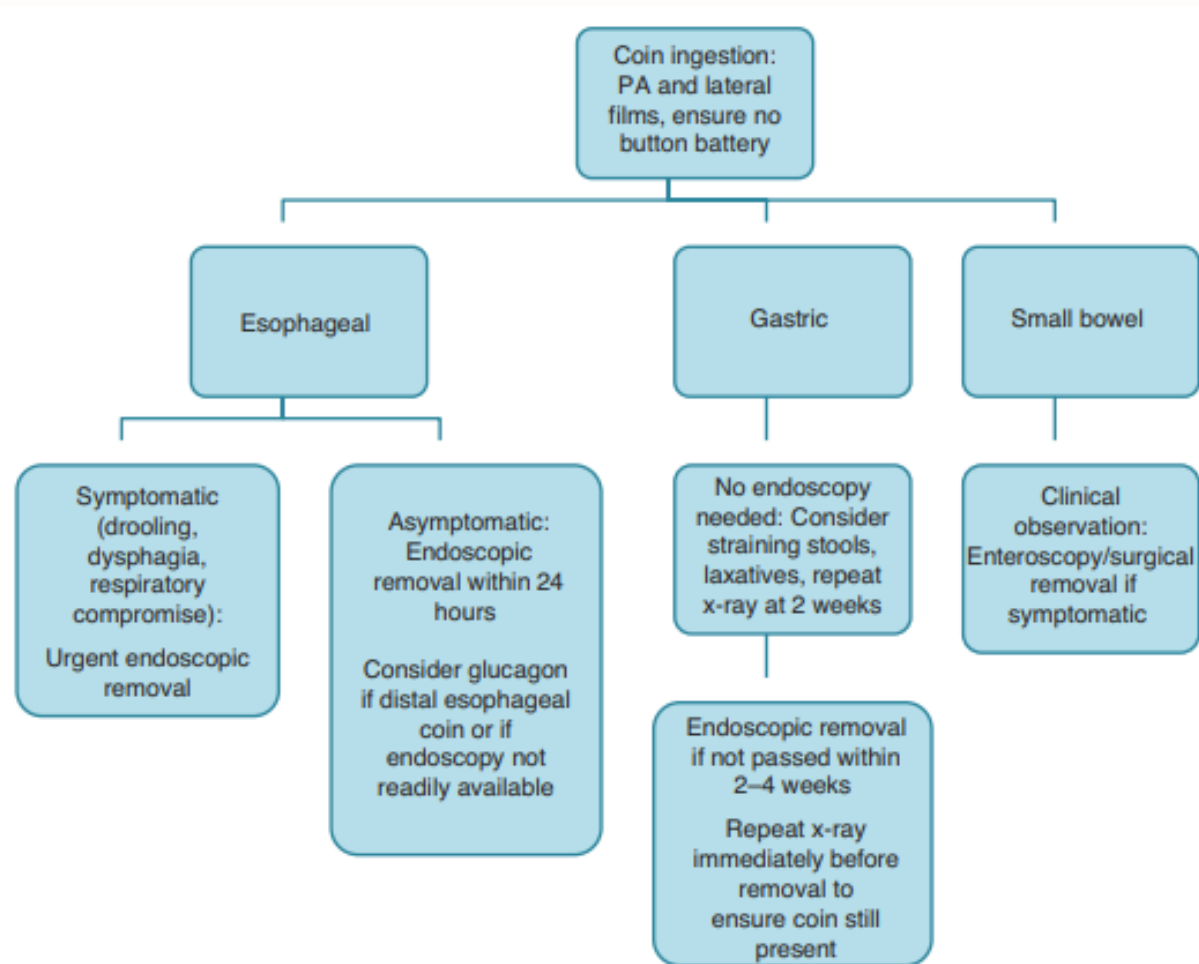 Coin ingestion:
PA and lateral
films, ensure no
button battery
Esophageal
Gastric
Small bowel
Symptomatic
(drooling,
dysphagia,
respiratory
compromise):
Urgent endoscopic
removal
Asymptomatic:
Endoscopic
removal within 24
hours
Consider glucagon
if distal esophageal
coin or if
endoscopy not
readily available
No endoscopy
needed: Consider
straining stools,
laxatives, repeat
x-ray at 2 weeks
Clinical
observation:
Enteroscopy/surgical
removal if
symptomatic
Endoscopic removal
if not passed within
2–4 weeks
Repeat x-ray
immediately before
removal to
ensure coin still
present